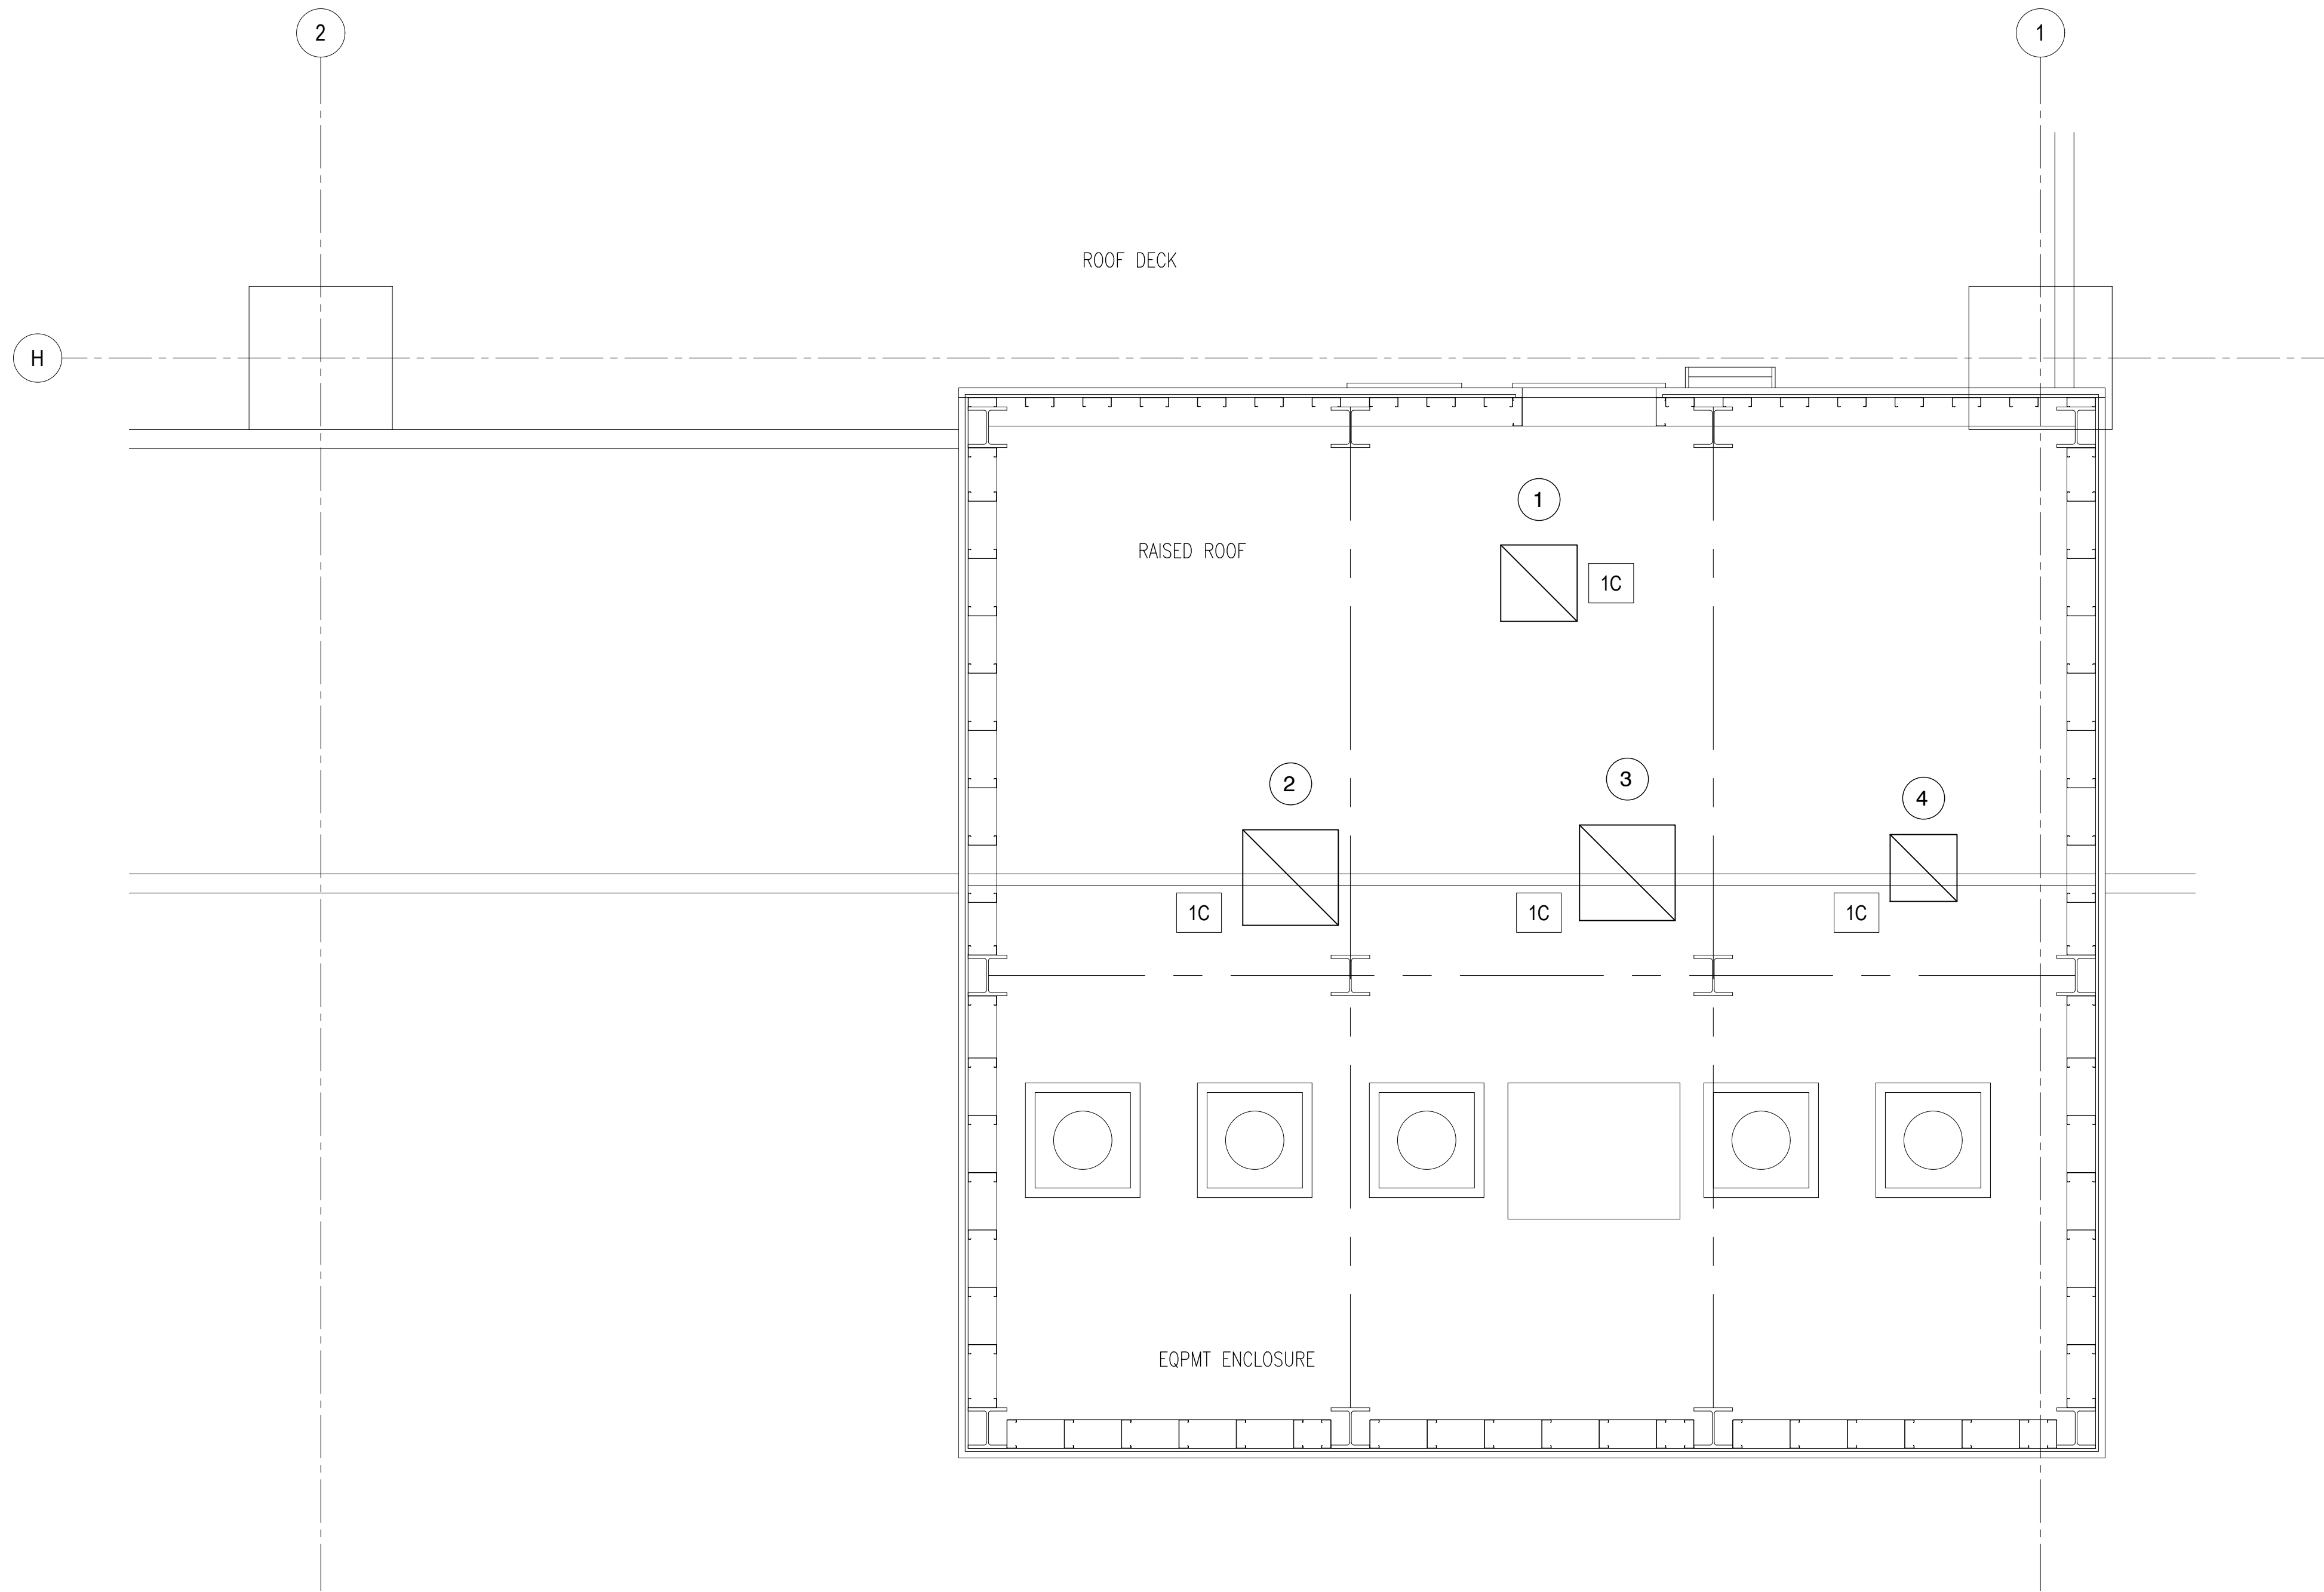 2
1
ROOF DECK
H
1
RAISED ROOF
1C
2
3
4
1C
1C
1C
EQPMT ENCLOSURE